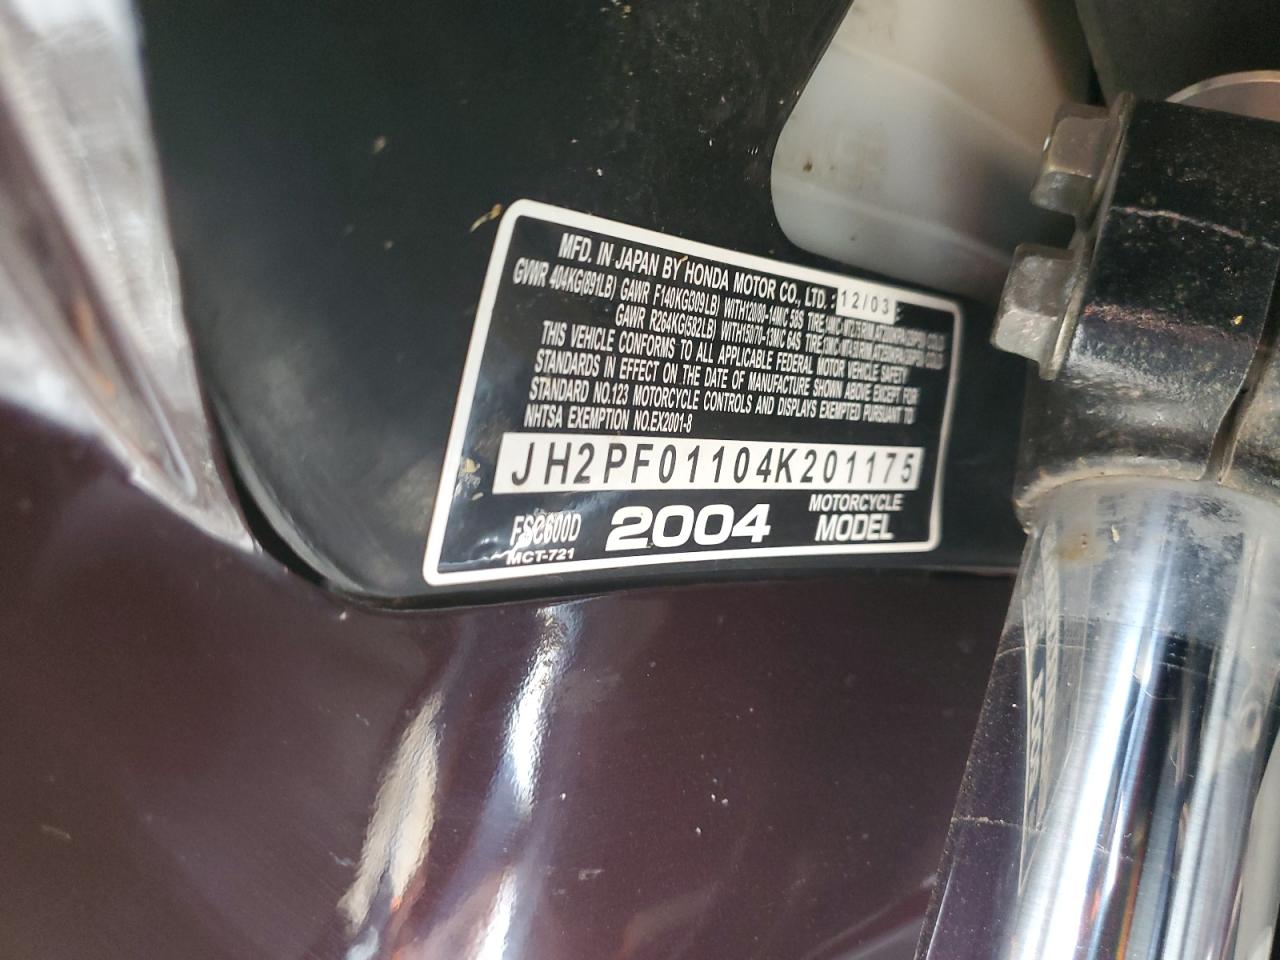 MFD. IN JAPAN BY HONDA MOTOR CO., LTD. : 12/03 :
GVWR 404KG(891LB) GAWR F140KG(309LB) WITH120/80-14M/C 58S TIRE
GAWR R264KG(582LB) WITH150/70-13M/C 64S TIRE
THIS VEHICLE CONFORMS TO ALL APPLICABLE FEDERAL MOTOR VEHICLE SAFETY
STANDARDS IN EFFECT ON THE DATE OF MANUFACTURE SHOWN ABOVE EXCEPT FOR
STANDARD NO.123 MOTORCYCLE CONTROLS AND DISPLAYS EXEMPTED PURSUANT TO
NHTSA EXEMPTION NO.EX2001-8
JH2PF01104K201175
FSC600D 2004 MOTORCYCLE MODEL
MCT-721